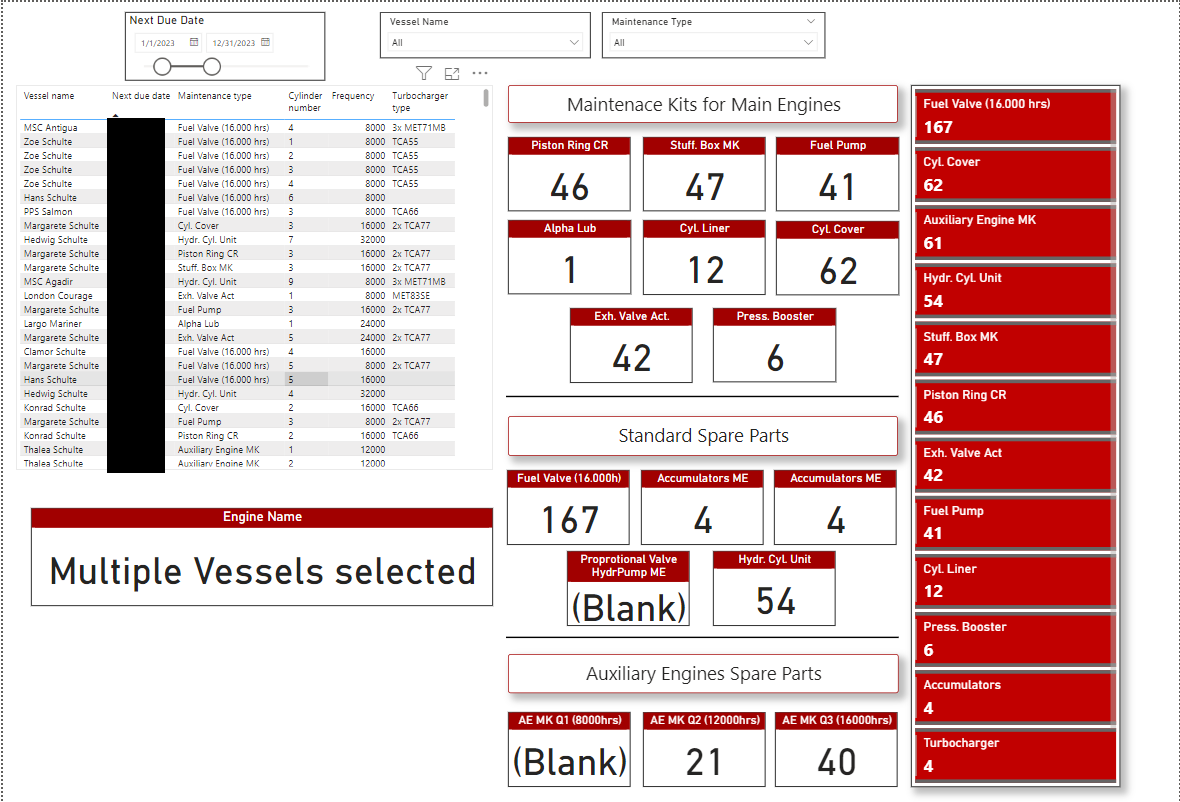 Next Due Date
1/1/2023 12/31/2023
Vessel Name
All
Maintenance Type
All
Vessel name Next due date Maintenance type Cylinder number Frequency Turbocharger type
MSC Antigua Fuel Valve (16.000 hrs) 4 8000 3x MET71MB
Zoe Schulte Fuel Valve (16.000 hrs) 1 8000 TCA55
Zoe Schulte Fuel Valve (16.000 hrs) 2 8000 TCA55
Zoe Schulte Fuel Valve (16.000 hrs) 3 8000 TCA55
Zoe Schulte Fuel Valve (16.000 hrs) 4 8000 TCA55
Hans Schulte Fuel Valve (16.000 hrs) 6 8000
PPS Salmon Fuel Valve (16.000 hrs) 3 8000 TCA66
Margarete Schulte Cyl. Cover 3 16000 2x TCA77
Hedwig Schulte Hydr. Cyl. Unit 7 32000
Margarete Schulte Piston Ring CR 3 16000 2x TCA77
Margarete Schulte Stuff. Box MK 3 16000 2x TCA77
MSC Agadir Hydr. Cyl. Unit 9 8000 3x MET71MB
London Courage Exh. Valve Act 1 8000 MET83SE
Margarete Schulte Fuel Pump 3 16000 2x TCA77
Largo Mariner Alpha Lub 1 24000
Margarete Schulte Exh. Valve Act 5 24000 2x TCA77
Clamor Schulte Fuel Valve (16.000 hrs) 4 16000
Margarete Schulte Fuel Valve (16.000 hrs) 5 8000 2x TCA77
Hans Schulte Fuel Valve (16.000 hrs) 5 16000
Hedwig Schulte Hydr. Cyl. Unit 4 32000
Konrad Schulte Cyl. Cover 2 16000 TCA66
Margarete Schulte Fuel Pump 3 8000 2x TCA77
Konrad Schulte Piston Ring CR 2 16000 TCA66
Thalea Schulte Auxiliary Engine MK 1 12000
Thalea Schulte Auxiliary Engine MK 2 12000
Engine Name
Multiple Vessels selected
Maintenace Kits for Main Engines
Piston Ring CR
46
Stuff. Box MK
47
Fuel Pump
41
Alpha Lub
1
Cyl. Liner
12
Cyl. Cover
62
Exh. Valve Act.
42
Press. Booster
6
Standard Spare Parts
Fuel Valve (16.000h)
167
Accumulators ME
4
Accumulators ME
4
Proprotional Valve
HydrPump ME
(Blank)
Hydr. Cyl. Unit
54
Auxiliary Engines Spare Parts
AE MK Q1 (8000hrs)
(Blank)
AE MK Q2 (12000hrs)
21
AE MK Q3 (16000hrs)
40
Fuel Valve (16.000 hrs)
167
Cyl. Cover
62
Auxiliary Engine MK
61
Hydr. Cyl. Unit
54
Stuff. Box MK
47
Piston Ring CR
46
Exh. Valve Act
42
Fuel Pump
41
Cyl. Liner
12
Press. Booster
6
Accumulators
4
Turbocharger
4